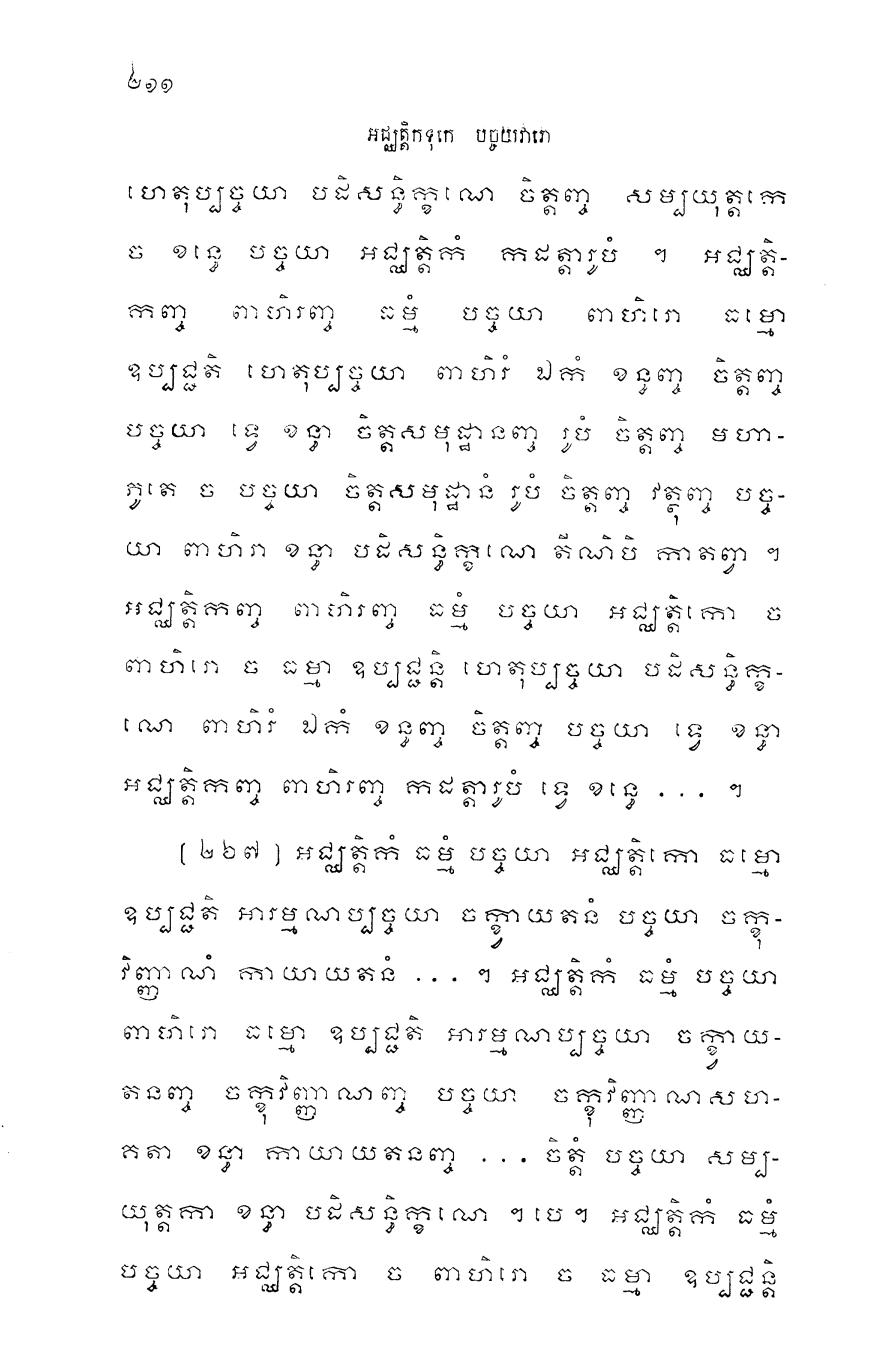 ២១១
អជ្ឈត្តិកទុកេ បច្ចយវារោ
ហេតុប្បច្ចយា បដិសន្ធិក្ខណេ ចិត្តញ្ច សម្បយុត្តកេ
ច ខន្ធេ បច្ចយា អជ្ឈត្តិកំ កដត្តារូបំ ។ អជ្ឈត្តិ-
កញ្ច ពាហិរញ្ច ធម្មំ បច្ចយា ពាហិរោ ធម្មោ
ឧប្បជ្ជតិ ហេតុប្បច្ចយា ពាហិរំ ឯកំ ខន្ធញ្ច ចិត្តញ្ច
បច្ចយា ទ្វេ ខន្ធា ចិត្តសមុដ្ឋានញ្ច រូបំ ចិត្តញ្ច មហា-
ភូតេ ច បច្ចយា ចិត្តសមុដ្ឋានំ រូបំ ចិត្តញ្ច វត្ថុញ្ច បច្ច-
យា ពាហិរា ខន្ធា បដិសន្ធិក្ខណេ តីណិបិ កាតព្វា ។
អជ្ឈត្តិកញ្ច ពាហិរញ្ច ធម្មំ បច្ចយា អជ្ឈត្តិកោ ច
ពាហិរោ ច ធម្មា ឧប្បជ្ជន្តិ ហេតុប្បច្ចយា បដិសន្ធិក្ខ-
ណេ ពាហិរំ ឯកំ ខន្ធញ្ច ចិត្តញ្ច បច្ចយា ទ្វេ ខន្ធា
អជ្ឈត្តិកញ្ច ពាហិរញ្ច កដត្តារូបំ ទ្វេ ខន្ធេ ... ។
[ ២៦៧ ] អជ្ឈត្តិកំ ធម្មំ បច្ចយា អជ្ឈត្តិកោ ធម្មោ
ឧប្បជ្ជតិ អារម្មណប្បច្ចយា ចក្ខ្វាយតនំ បច្ចយា ចក្ខុ-
វិញ្ញាណំ កាយាយតនំ ... ។ អជ្ឈត្តិកំ ធម្មំ បច្ចយា
ពាហិរោ ធម្មោ ឧប្បជ្ជតិ អារម្មណប្បច្ចយា ចក្ខ្វាយ-
តនញ្ច ចក្ខុវិញ្ញាណញ្ច បច្ចយា ចក្ខុវិញ្ញាណសហ-
គតា ខន្ធា កាយាយតនញ្ច ... ចិត្តំ បច្ចយា សម្ប-
យុត្តកា ខន្ធា បដិសន្ធិក្ខណេ ។បេ។ អជ្ឈត្តិកំ ធម្មំ
បច្ចយា អជ្ឈត្តិកោ ច ពាហិរោ ច ធម្មា ឧប្បជ្ជន្តិ